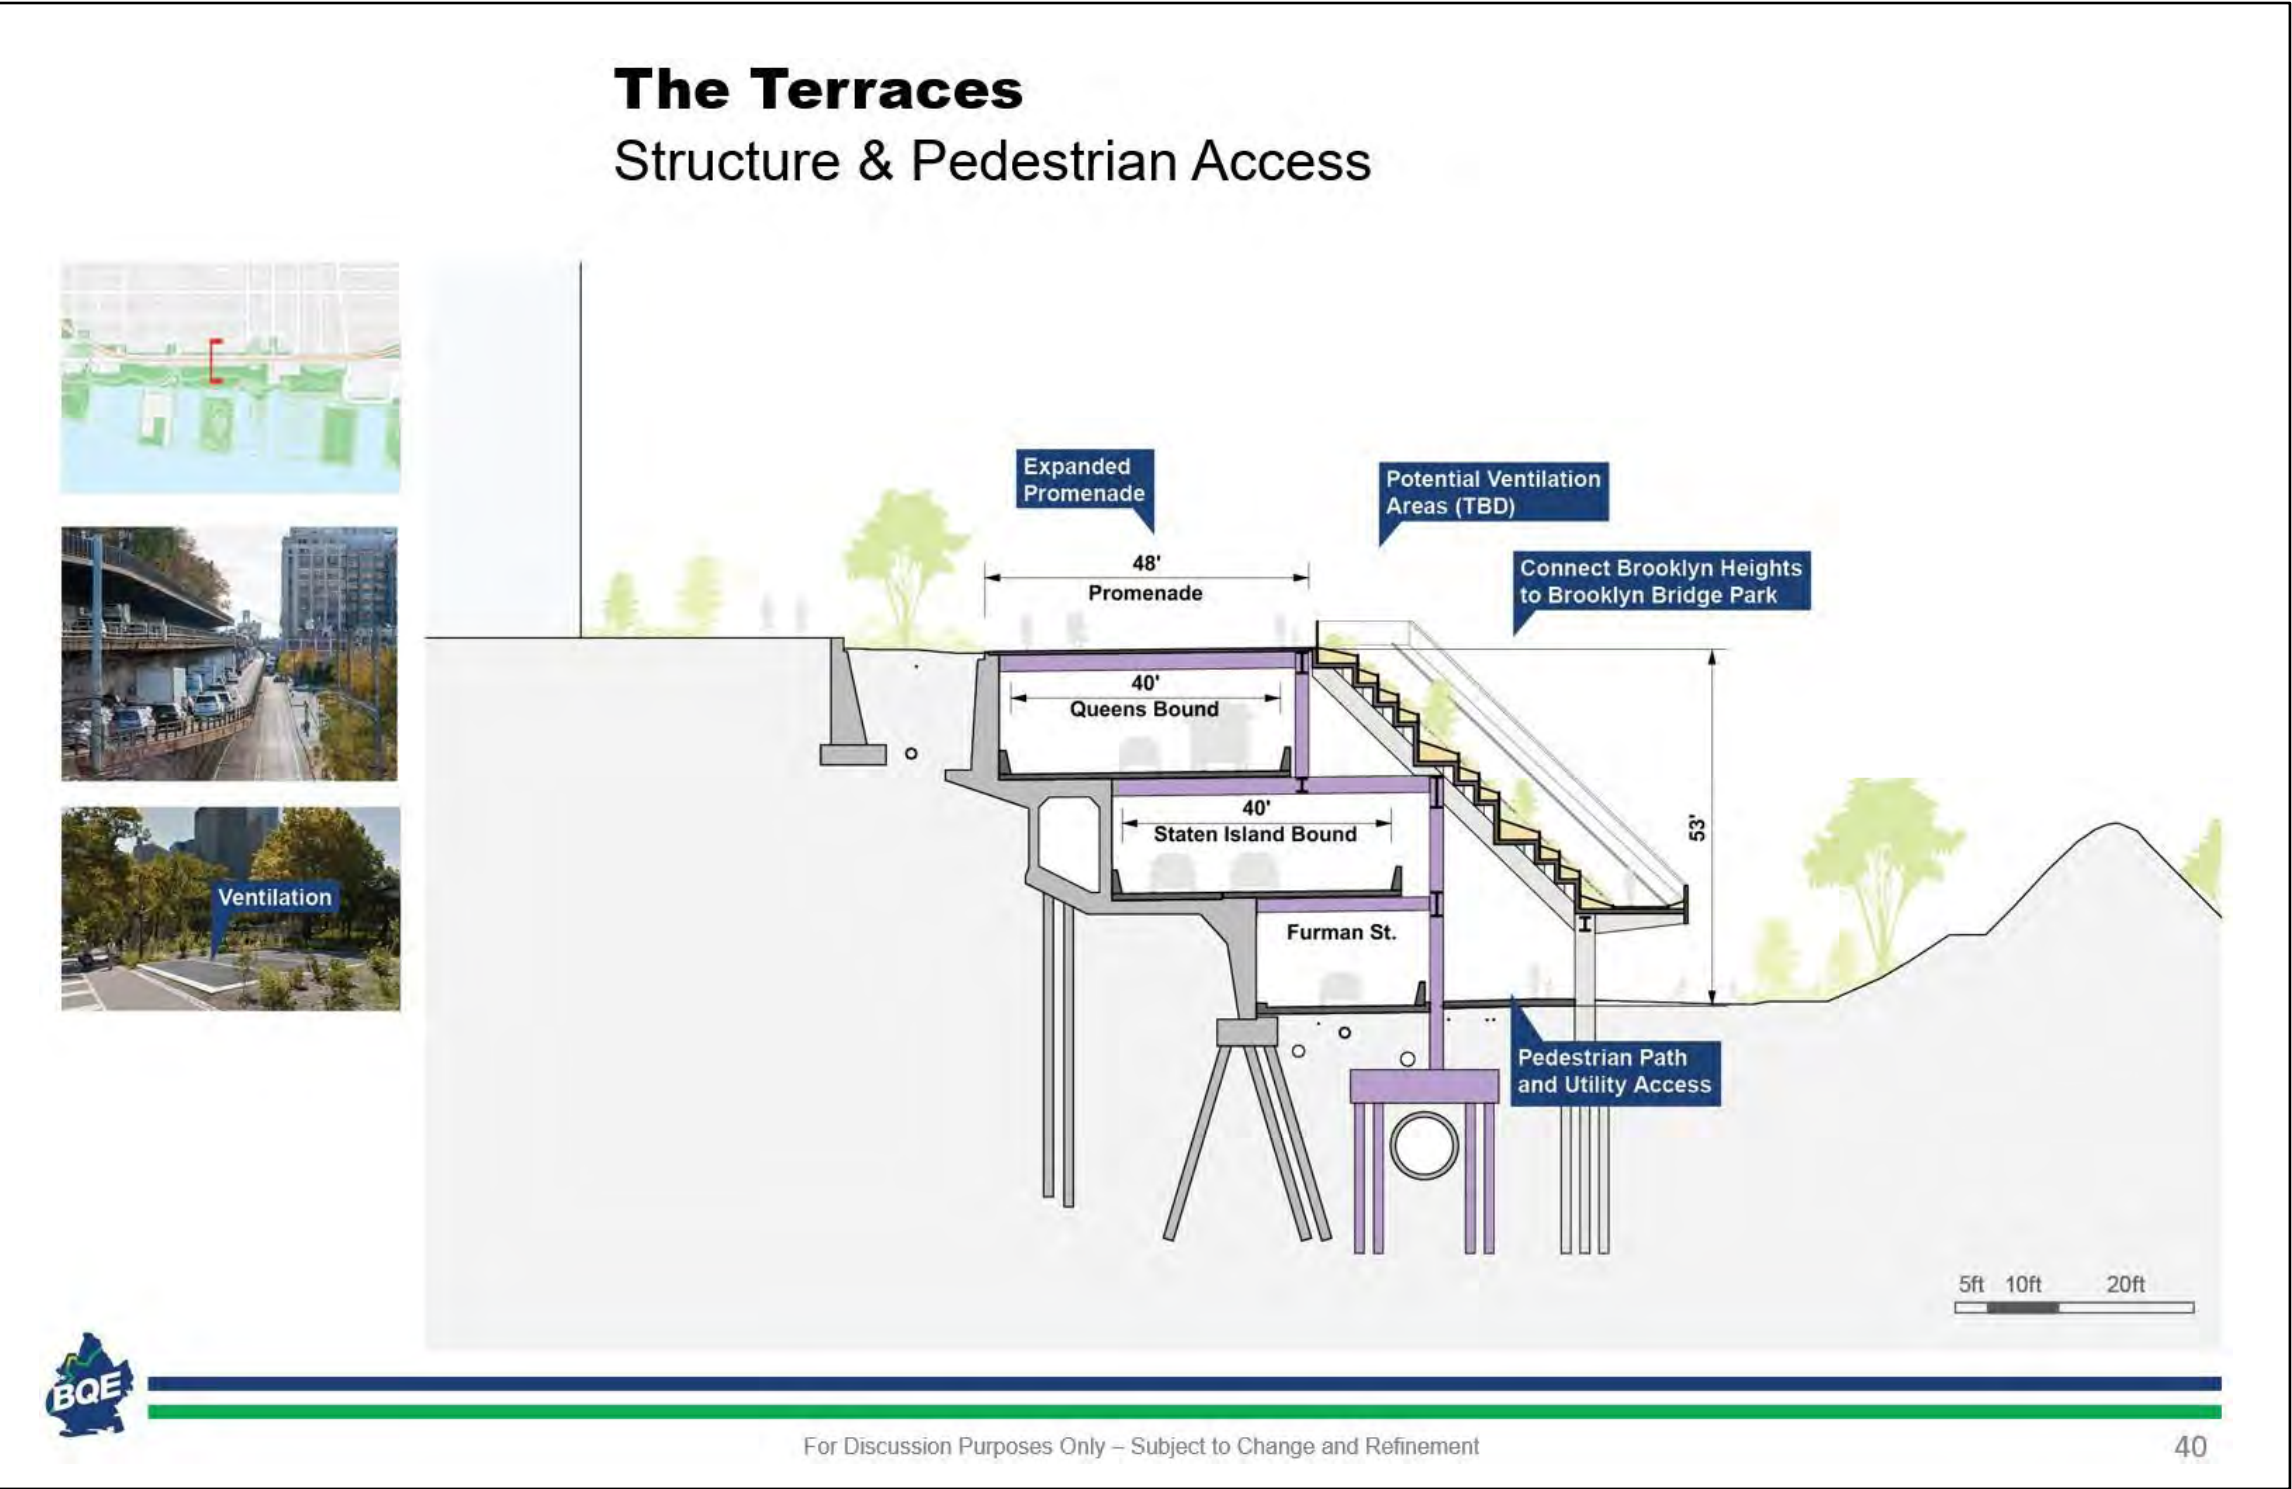 The Terraces
Structure & Pedestrian Access
Expanded
Promenade
Potential Ventilation
Areas (TBD)
48'
Promenade
Connect Brooklyn Heights
to Brooklyn Bridge Park
40'
Queens Bound
40'
Staten Island Bound
53'
Ventilation
Furman St.
Pedestrian Path
and Utility Access
5ft 10ft 20ft
BQE
For Discussion Purposes Only – Subject to Change and Refinement
40